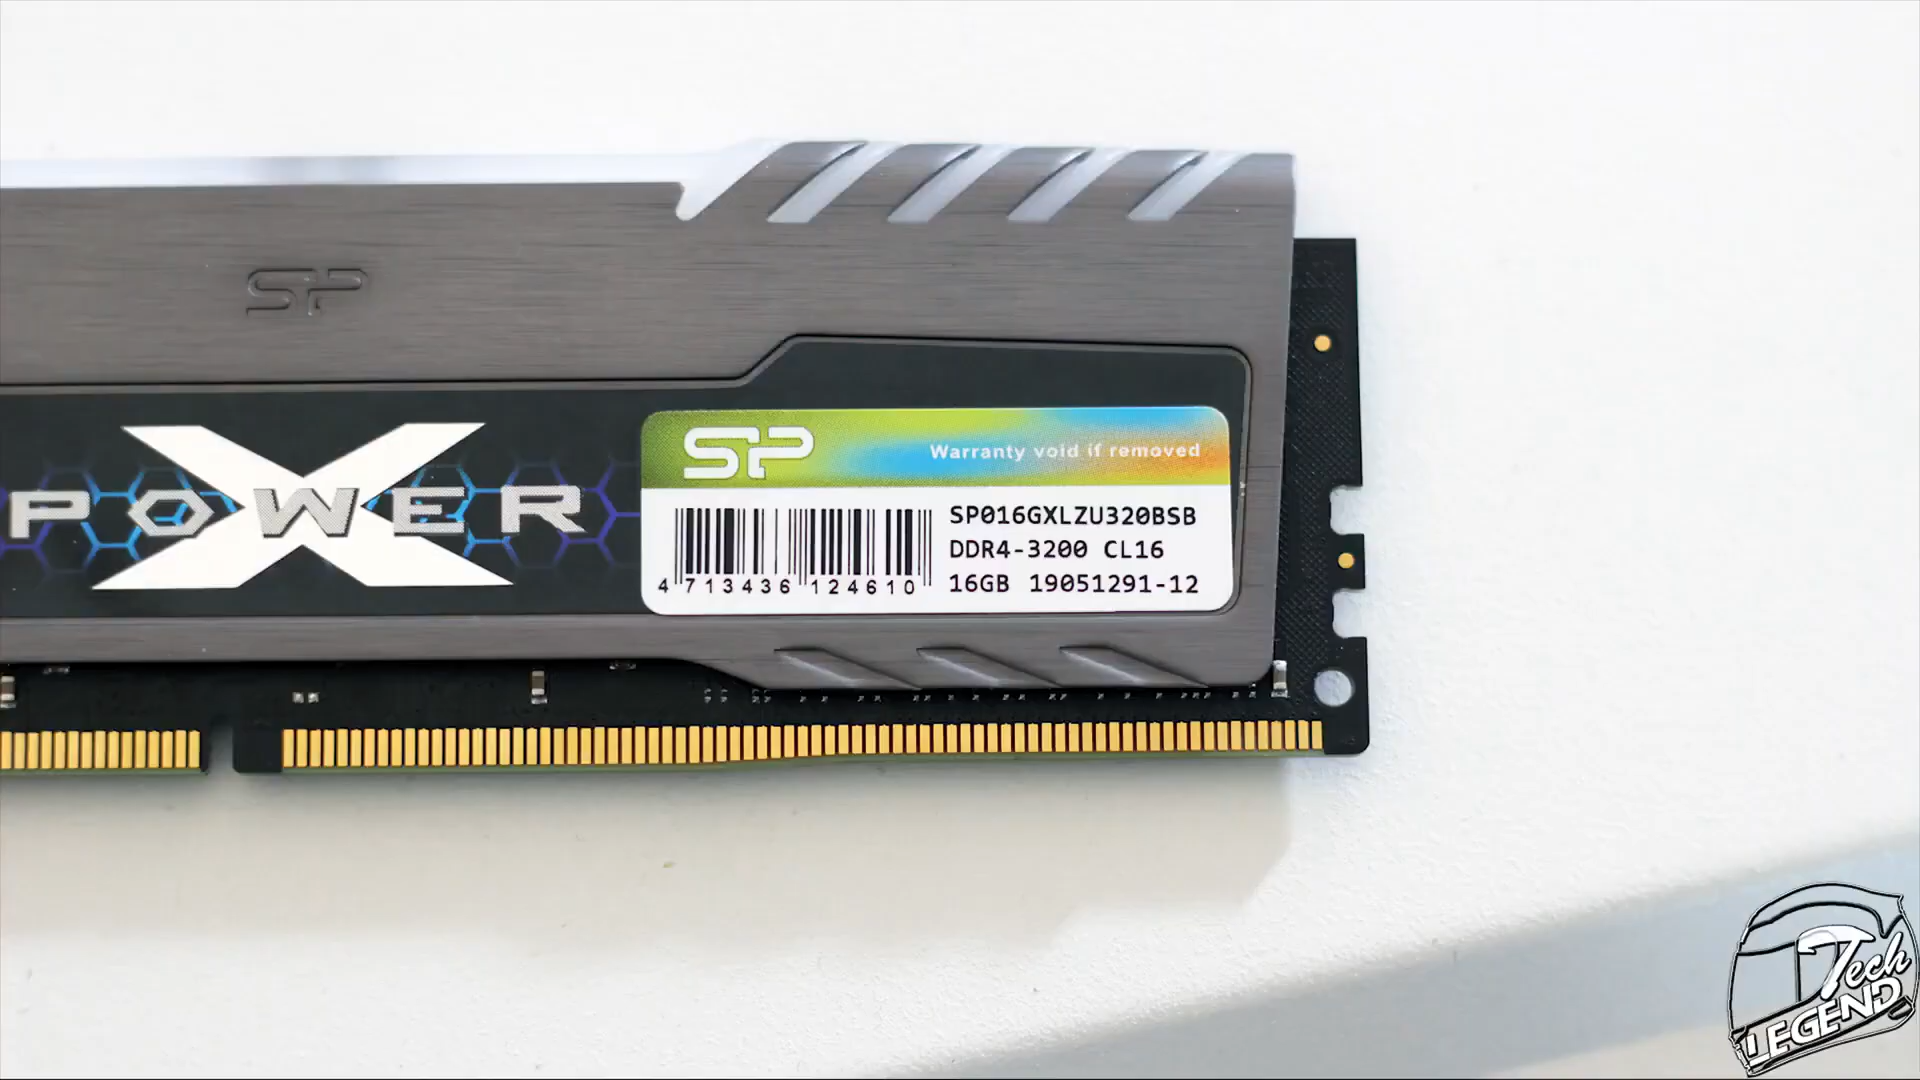 SP
POWER
X
SP
Warranty void if removed
SP016GXLZU320BSB
DDR4-3200 CL16
16GB 19051291-12
4 713436 124610
Tech
LEGEND